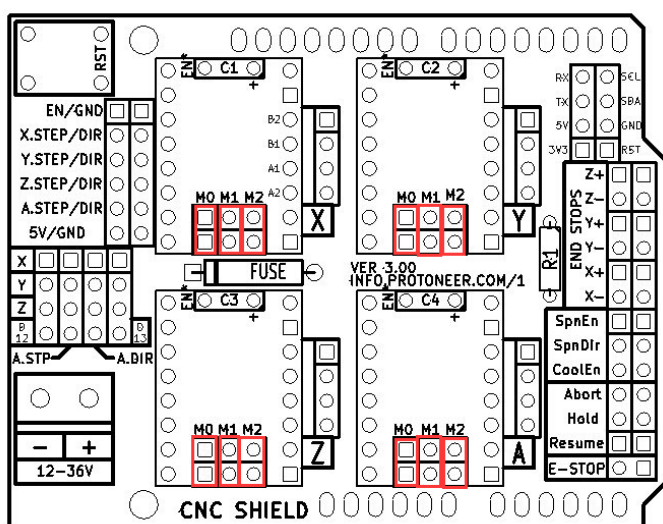 RST
EN*
C1
+
EN*
C2
+
EN/GND
X.STEP/DIR
Y.STEP/DIR
Z.STEP/DIR
A.STEP/DIR
5V/GND
B2
B1
A1
A2
M0 M1 M2
X
M0 M1 M2
Y
RX SCL
TX SDA
5V GND
3V3 RST
Z+
Z-
Y+
Y-
X+
X-
END STOPS
R1
FUSE
VER 3.00
INFO.PROTONEER.COM/1
X
Y
Z
D
12
D
13
A.STP
A.DIR
EN*
C3
+
EN*
C4
+
M0 M1 M2
Z
M0 M1 M2
A
SpnEn
SpnDIr
CoolEn
Abort
Hold
Resume
E-STOP
- +
12-36V
CNC SHIELD